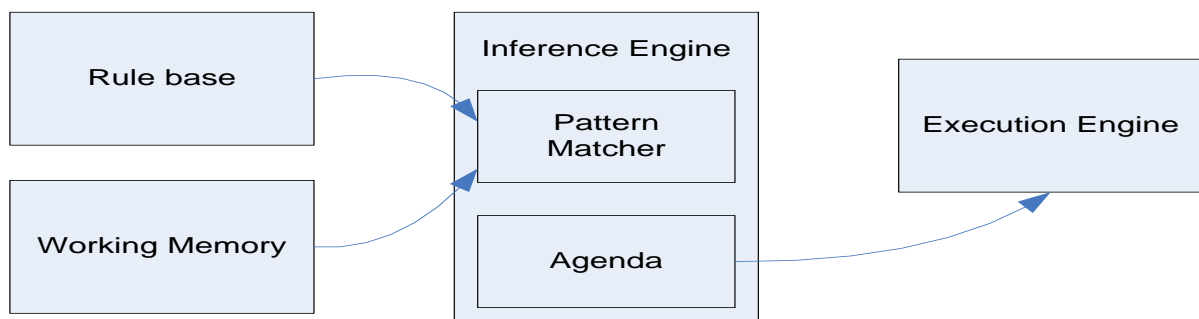 Rule base
Working Memory
Inference Engine
Pattern
Matcher
Agenda
Execution Engine